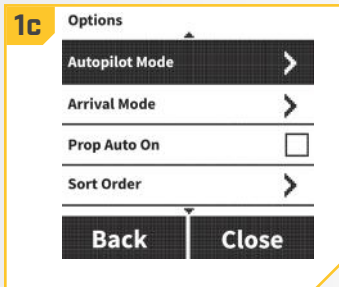 1c
Options
Autopilot Mode
Arrival Mode
Prop Auto On
Sort Order
Back Close